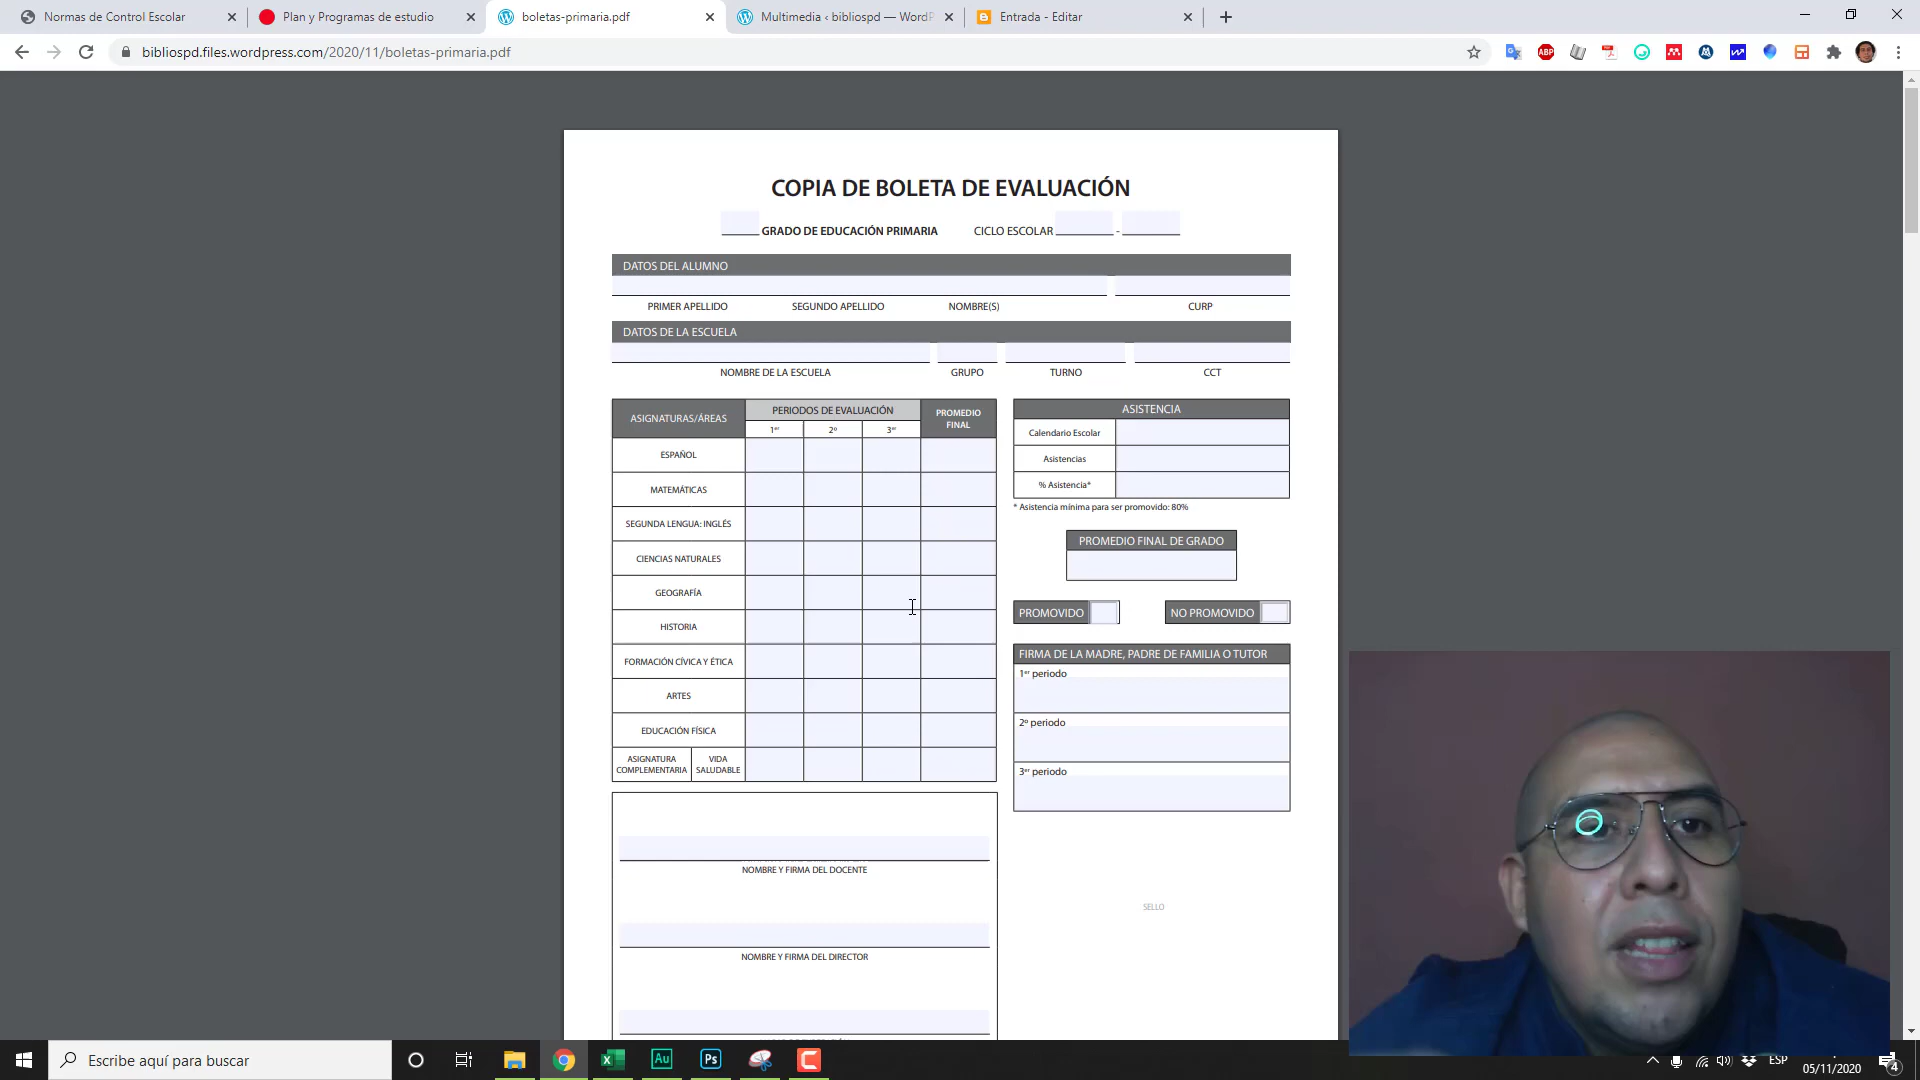 Normas de Control Escolar
Plan y Programas de estudio
boletas-primaria.pdf
Multimedia ‹ bibliospd — WordP
Entrada - Editar
bibliospd.files.wordpress.com/2020/11/boletas-primaria.pdf
COPIA DE BOLETA DE EVALUACIÓN
GRADO DE EDUCACIÓN PRIMARIA CICLO ESCOLAR -
DATOS DEL ALUMNO
PRIMER APELLIDO SEGUNDO APELLIDO NOMBRE(S) CURP
DATOS DE LA ESCUELA
NOMBRE DE LA ESCUELA GRUPO TURNO CCT
ASIGNATURAS/ÁREAS
PERIODOS DE EVALUACIÓN
1er 2º 3er
PROMEDIO
FINAL
ESPAÑOL
MATEMÁTICAS
SEGUNDA LENGUA: INGLÉS
CIENCIAS NATURALES
GEOGRAFÍA
HISTORIA
FORMACIÓN CÍVICA Y ÉTICA
ARTES
EDUCACIÓN FÍSICA
ASIGNATURA
COMPLEMENTARIA
VIDA
SALUDABLE
ASISTENCIA
Calendario Escolar
Asistencias
% Asistencia*
* Asistencia mínima para ser promovido: 80%
PROMEDIO FINAL DE GRADO
PROMOVIDO NO PROMOVIDO
FIRMA DE LA MADRE, PADRE DE FAMILIA O TUTOR
1er periodo
2º periodo
3er periodo
NOMBRE Y FIRMA DEL DOCENTE
NOMBRE Y FIRMA DEL DIRECTOR
SELLO
Escribe aquí para buscar
Au
Ps
ESP
05/11/2020
4
ABP